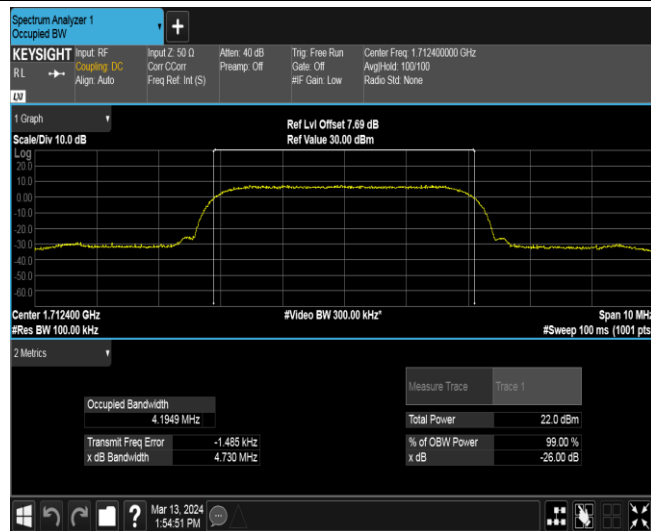 Spectrum Analyzer 1
Occupied BW
+
KEYSIGHT
RL
Input: RF
Coupling: DC
Align: Auto
Input Z: 50 Ω
Corr CCorr
Freq Ref: Int (S)
Atten: 40 dB
Preamp: Off
Trig: Free Run
Gate: Off
#IF Gain: Low
Center Freq: 1.712400000 GHz
Avg|Hold: 100/100
Radio Std: None
1 Graph
Scale/Div 10.0 dB
Ref Lvl Offset 7.69 dB
Ref Value 30.00 dBm
Log
20.0
10.0
0.00
-10.0
-20.0
-30.0
-40.0
-50.0
-60.0
Center 1.712400 GHz
#Video BW 300.00 kHz*
Span 10 MHz
#Res BW 100.00 kHz
#Sweep 100 ms (1001 pts
2 Metrics
Measure Trace Trace 1
Occupied Bandwidth
4.1949 MHz
Total Power 22.0 dBm
Transmit Freq Error -1.485 kHz
% of OBW Power 99.00 %
x dB Bandwidth 4.730 MHz
x dB -26.00 dB
?
Mar 13, 2024
1:54:51 PM